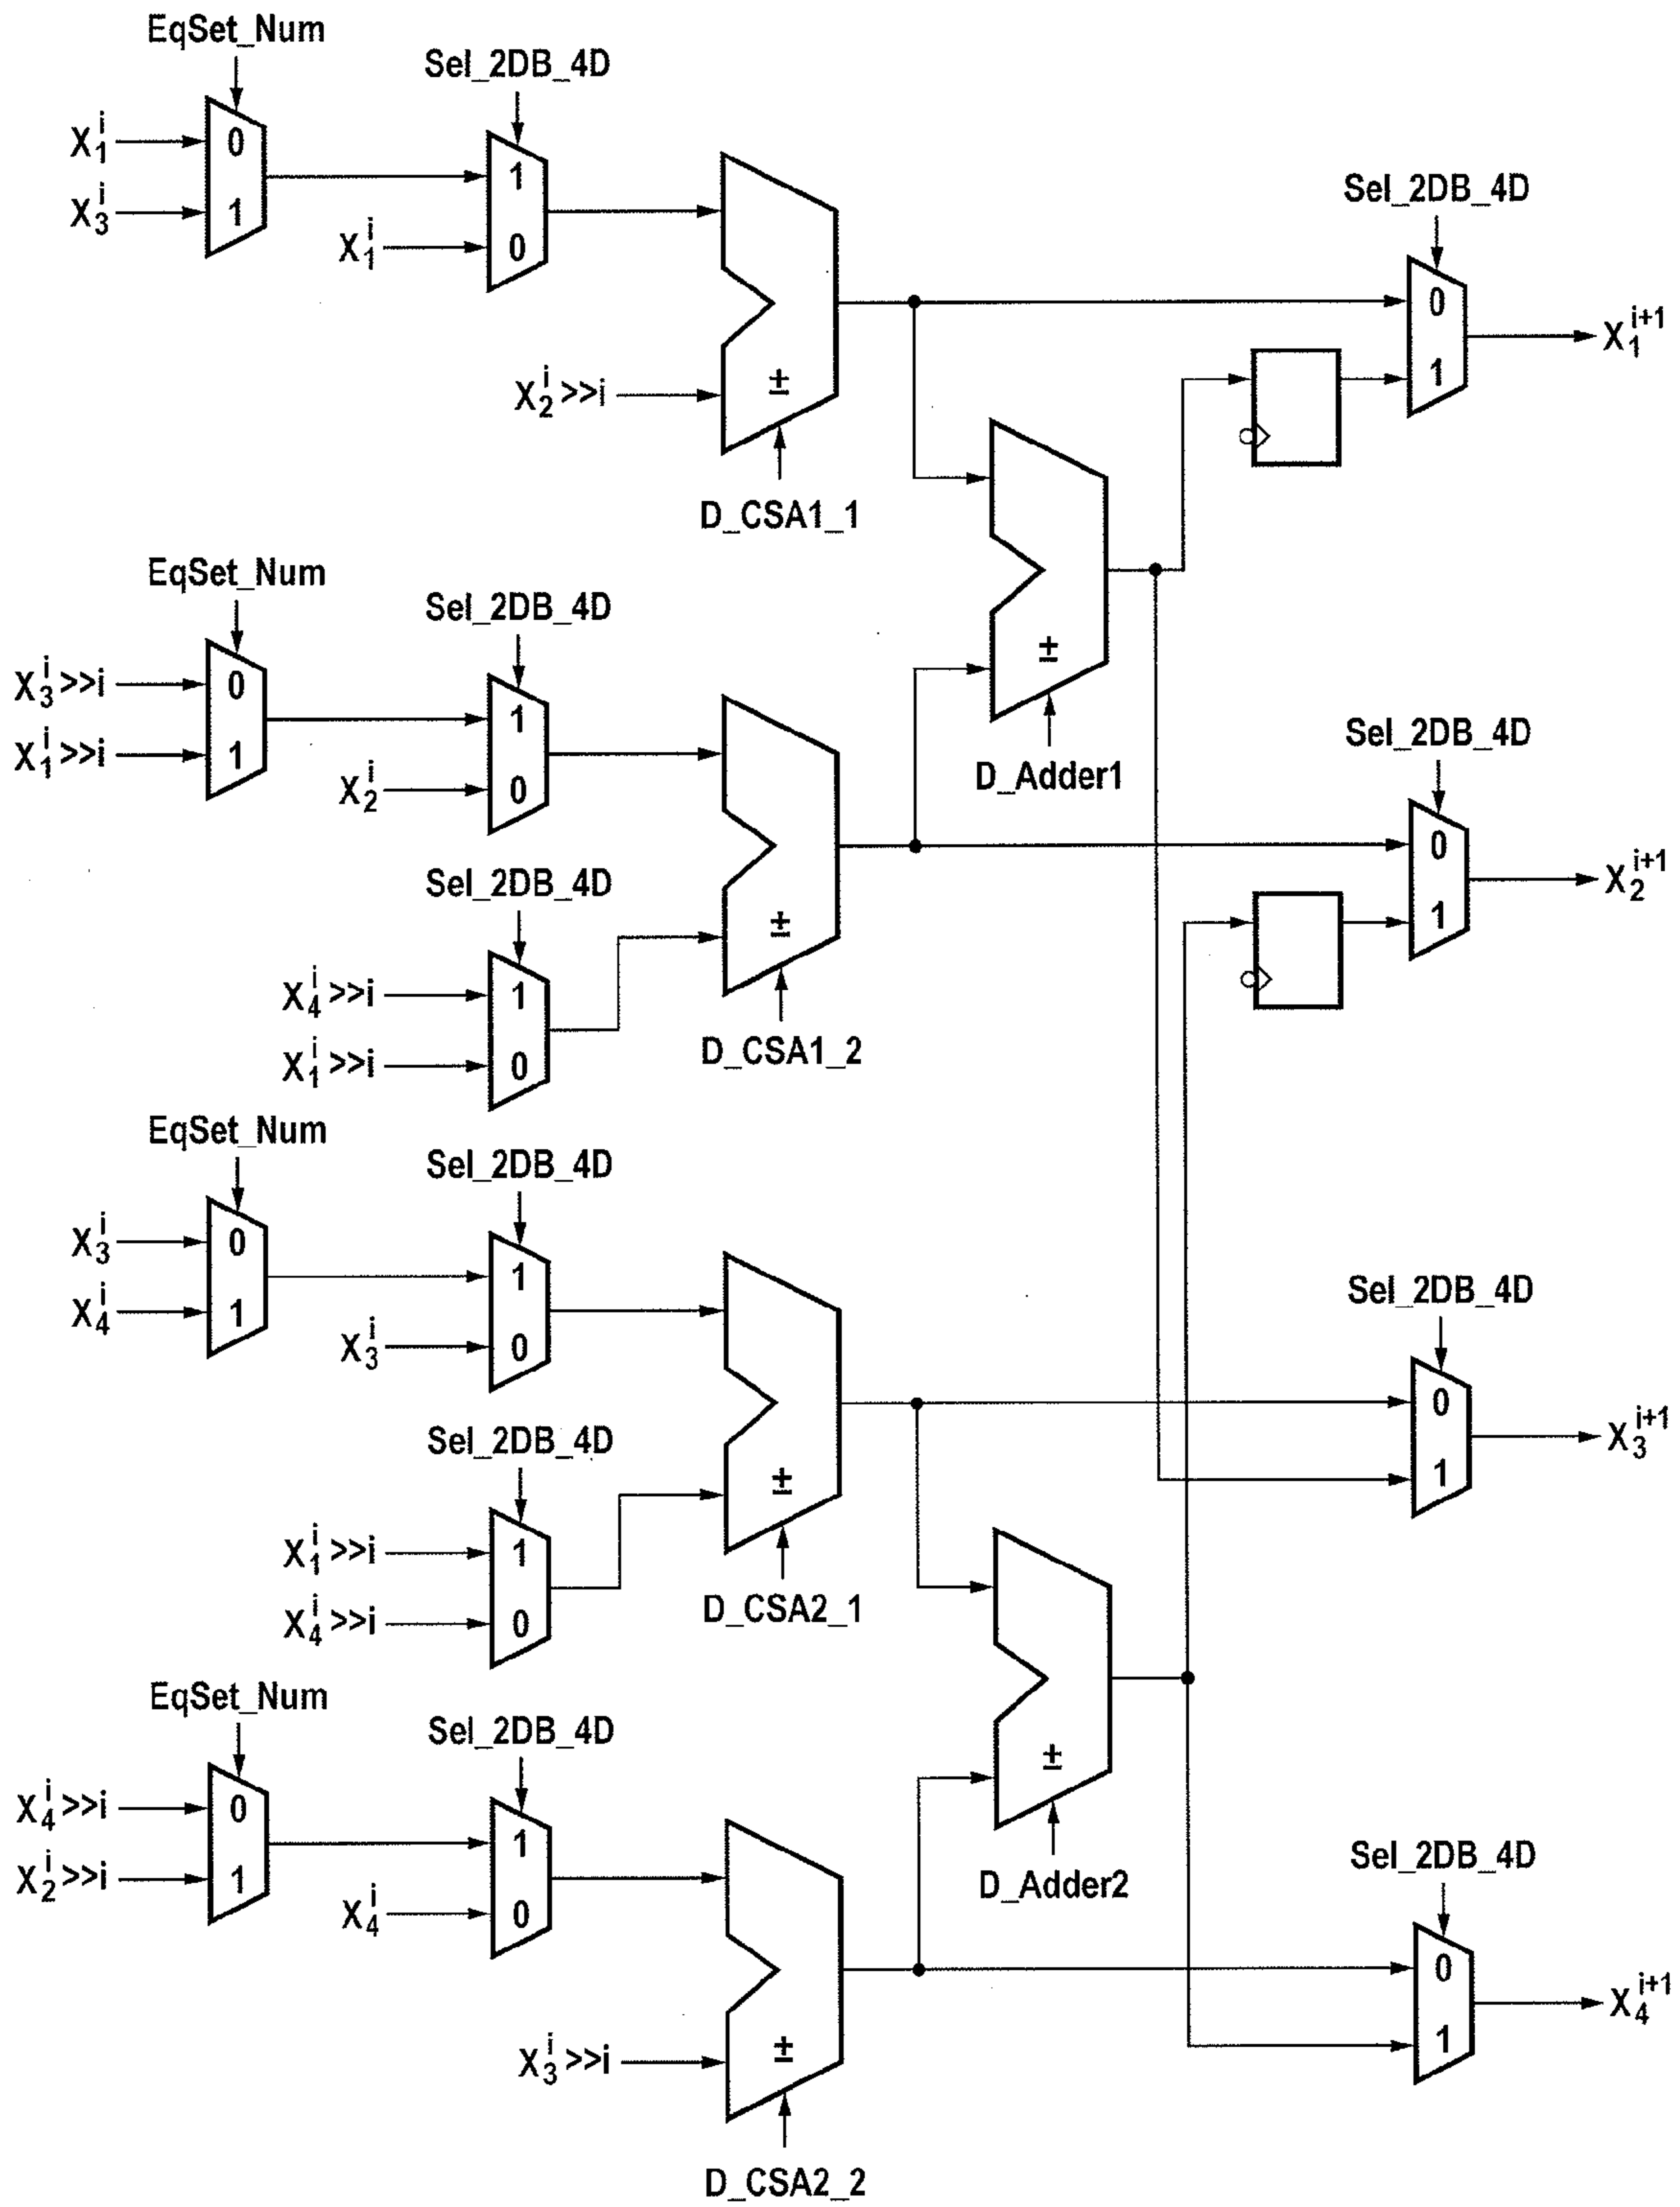 EqSet_Num
Sel_2DB_4D
X₁ⁱ
0
X₃ⁱ
1
1
X₁ⁱ
0
Sel_2DB_4D
0
X₁ⁱ⁺¹
1
X₂ⁱ>>i
±
D_CSA1_1
EqSet_Num
Sel_2DB_4D
±
X₃ⁱ>>i
0
X₁ⁱ>>i
1
1
X₂ⁱ
0
D_Adder1
Sel_2DB_4D
0
X₂ⁱ⁺¹
1
Sel_2DB_4D
±
X₄ⁱ>>i
1
X₁ⁱ>>i
0
D_CSA1_2
EqSet_Num
Sel_2DB_4D
X₃ⁱ
0
X₄ⁱ
1
1
X₃ⁱ
0
Sel_2DB_4D
0
X₃ⁱ⁺¹
1
Sel_2DB_4D
±
X₁ⁱ>>i
1
X₄ⁱ>>i
0
D_CSA2_1
EqSet_Num
Sel_2DB_4D
±
X₄ⁱ>>i
0
X₂ⁱ>>i
1
1
X₄ⁱ
0
D_Adder2
Sel_2DB_4D
0
X₄ⁱ⁺¹
1
X₃ⁱ>>i
±
D_CSA2_2